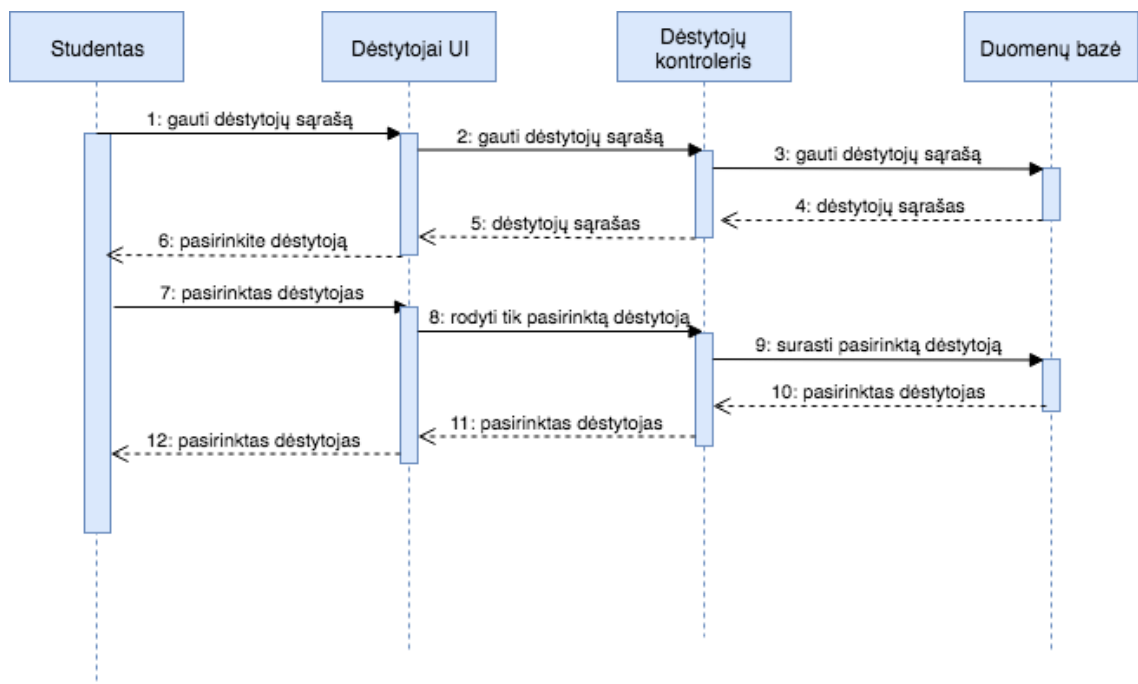 Studentas
Dėstytojai UI
Dėstytojų
kontroleris
Duomenų bazė
1: gauti dėstytojų sąrašą
2: gauti dėstytojų sąrašą
3: gauti dėstytojų sąrašą
4: dėstytojų sąrašas
5: dėstytojų sąrašas
6: pasirinkite dėstytoją
7: pasirinktas dėstytojas
8: rodyti tik pasirinktą dėstytoją
9: surasti pasirinktą dėstytoją
10: pasirinktas dėstytojas
11: pasirinktas dėstytojas
12: pasirinktas dėstytojas